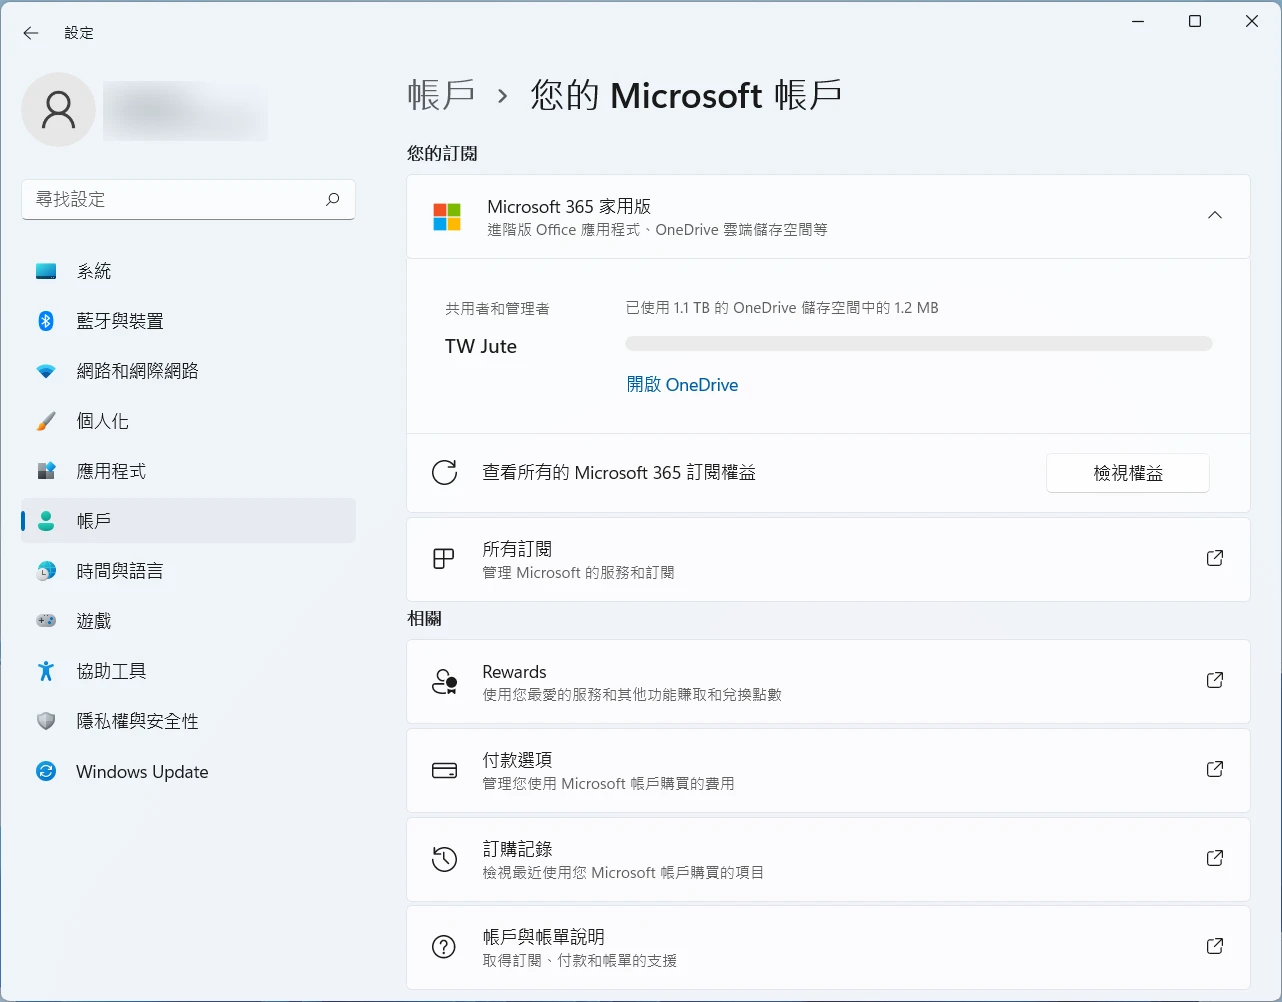 設定
帳戶 › 您的 Microsoft 帳戶
尋找設定
系統
藍牙與裝置
網路和網際網路
個人化
應用程式
帳戶
時間與語言
遊戲
協助工具
隱私權與安全性
Windows Update
您的訂閱
Microsoft 365 家用版
進階版 Office 應用程式、OneDrive 雲端儲存空間等
共用者和管理者
TW Jute
已使用 1.1 TB 的 OneDrive 儲存空間中的 1.2 MB
開啟 OneDrive
查看所有的 Microsoft 365 訂閱權益
檢視權益
所有訂閱
管理 Microsoft 的服務和訂閱
相關
Rewards
使用您最愛的服務和其他功能賺取和兌換點數
付款選項
管理您使用 Microsoft 帳戶購買的費用
訂購記錄
檢視最近使用您 Microsoft 帳戶購買的項目
帳戶與帳單說明
取得訂閱、付款和帳單的支援